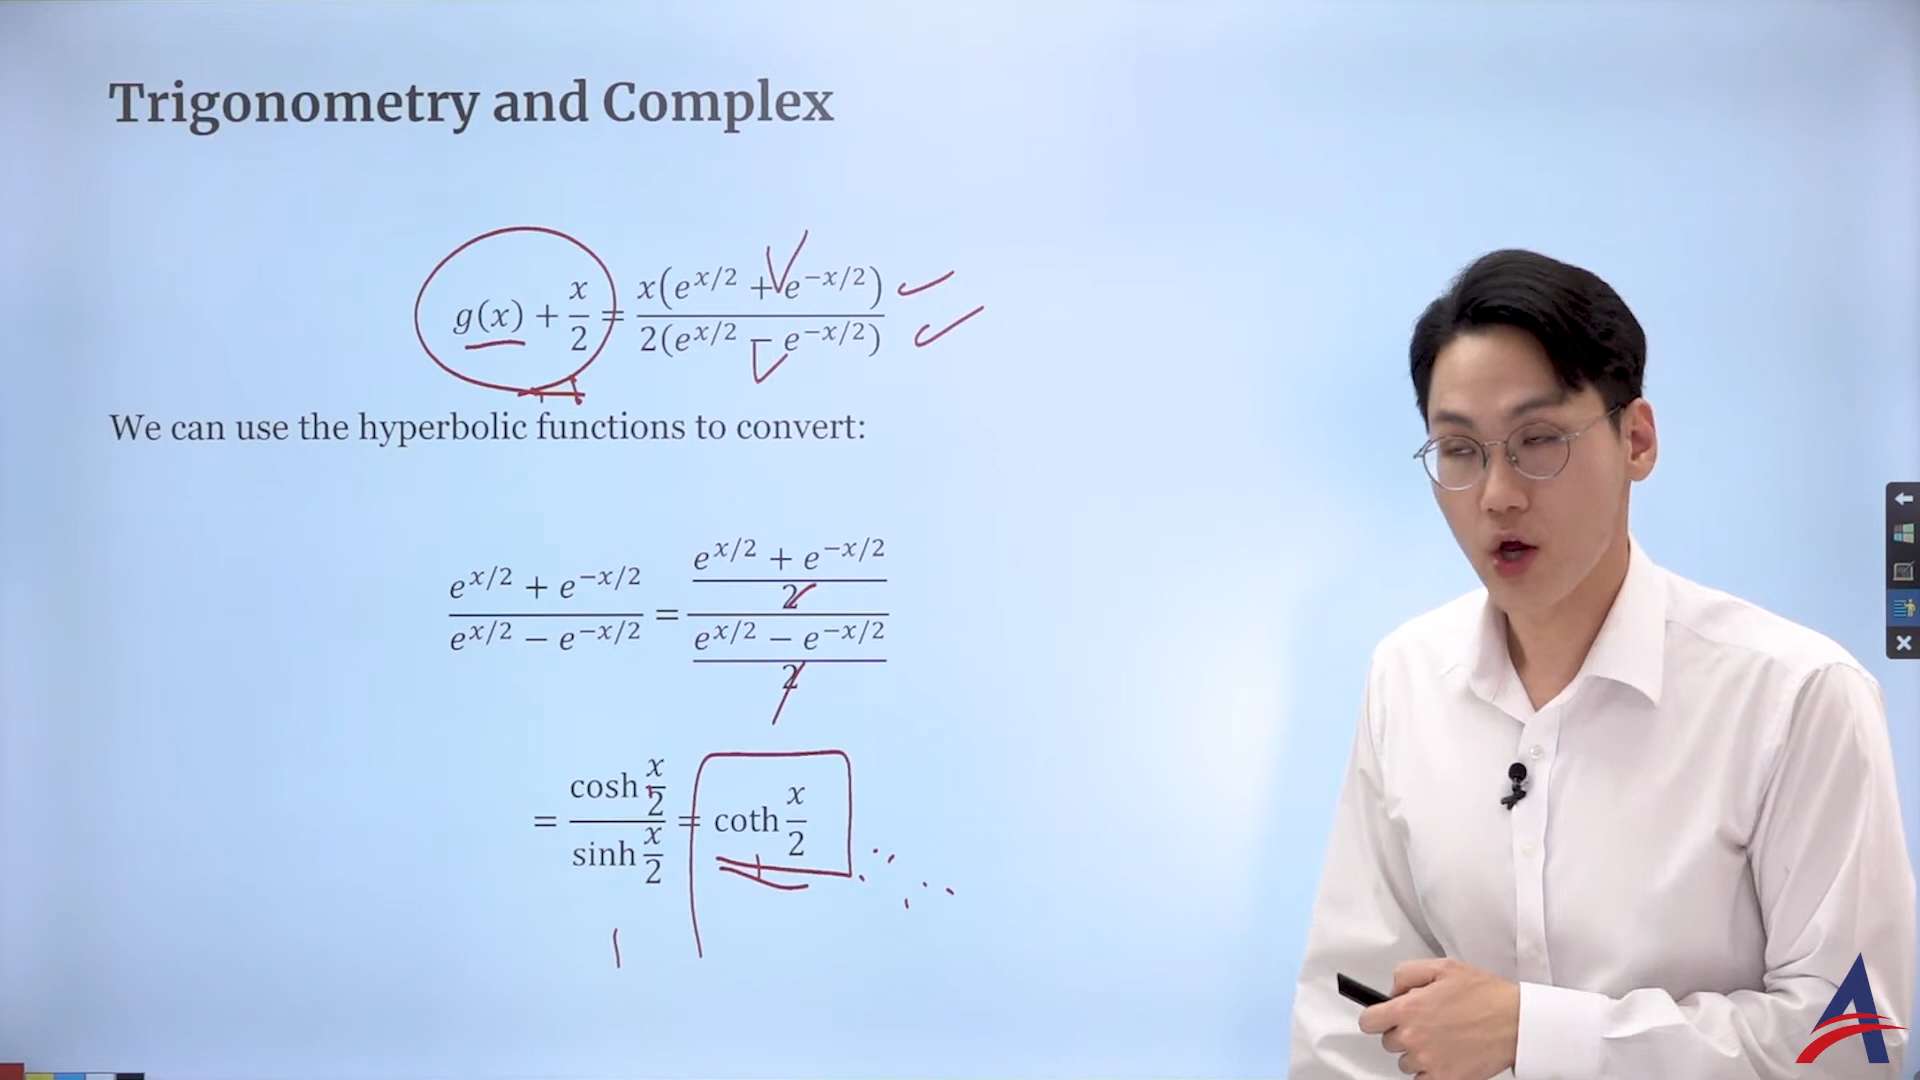 Trigonometry and Complex
g(x) + x/2 = x(e^{x/2} + e^{-x/2}) / 2(e^{x/2} − e^{-x/2})
We can use the hyperbolic functions to convert:
(e^{x/2} + e^{-x/2}) / (e^{x/2} − e^{-x/2}) = ((e^{x/2} + e^{-x/2}) / 2) / ((e^{x/2} − e^{-x/2}) / 2)
= cosh x/2 / sinh x/2 = coth x/2